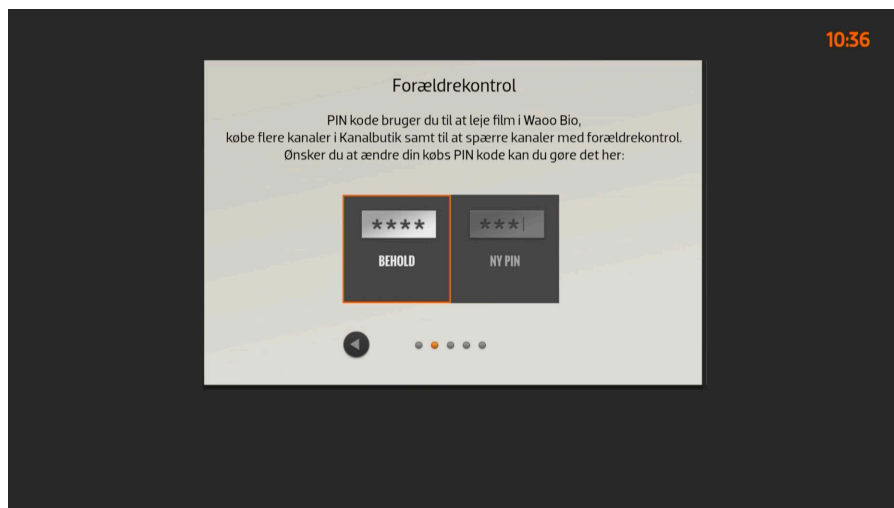 10:36
Forældrekontrol
PIN kode bruger du til at leje film i Waoo Bio,
købe flere kanaler i Kanalbutik samt til at spærre kanaler med forældrekontrol.
Ønsker du at ændre din købs PIN kode kan du gøre det her:
**** ***|
BEHOLD NY PIN